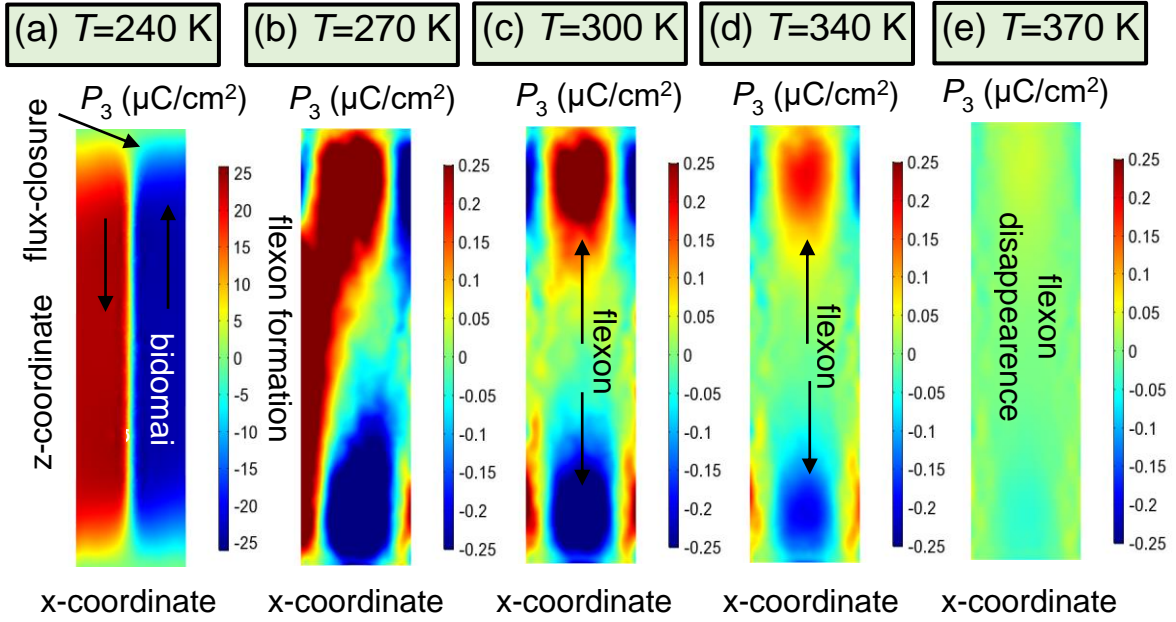 (a) T=240 K
(b) T=270 K
(c) T=300 K
(d) T=340 K
(e) T=370 K
P3 (µC/cm²)
P3 (µC/cm²)
P3 (µC/cm²)
P3 (µC/cm²)
P3 (µC/cm²)
flux-closure
z-coordinate
bidomai
25
20
15
10
5
0
-5
-10
-15
-20
-25
flexon formation
0.25
0.2
0.15
0.1
0.05
0
-0.05
-0.1
-0.15
-0.2
-0.25
flexon
0.25
0.2
0.15
0.1
0.05
0
-0.05
-0.1
-0.15
-0.2
-0.25
flexon
0.25
0.2
0.15
0.1
0.05
0
-0.05
-0.1
-0.15
-0.2
-0.25
flexon
disappearence
0.25
0.2
0.15
0.1
0.05
0
-0.05
-0.1
-0.15
-0.2
-0.25
x-coordinate
x-coordinate
x-coordinate
x-coordinate
x-coordinate